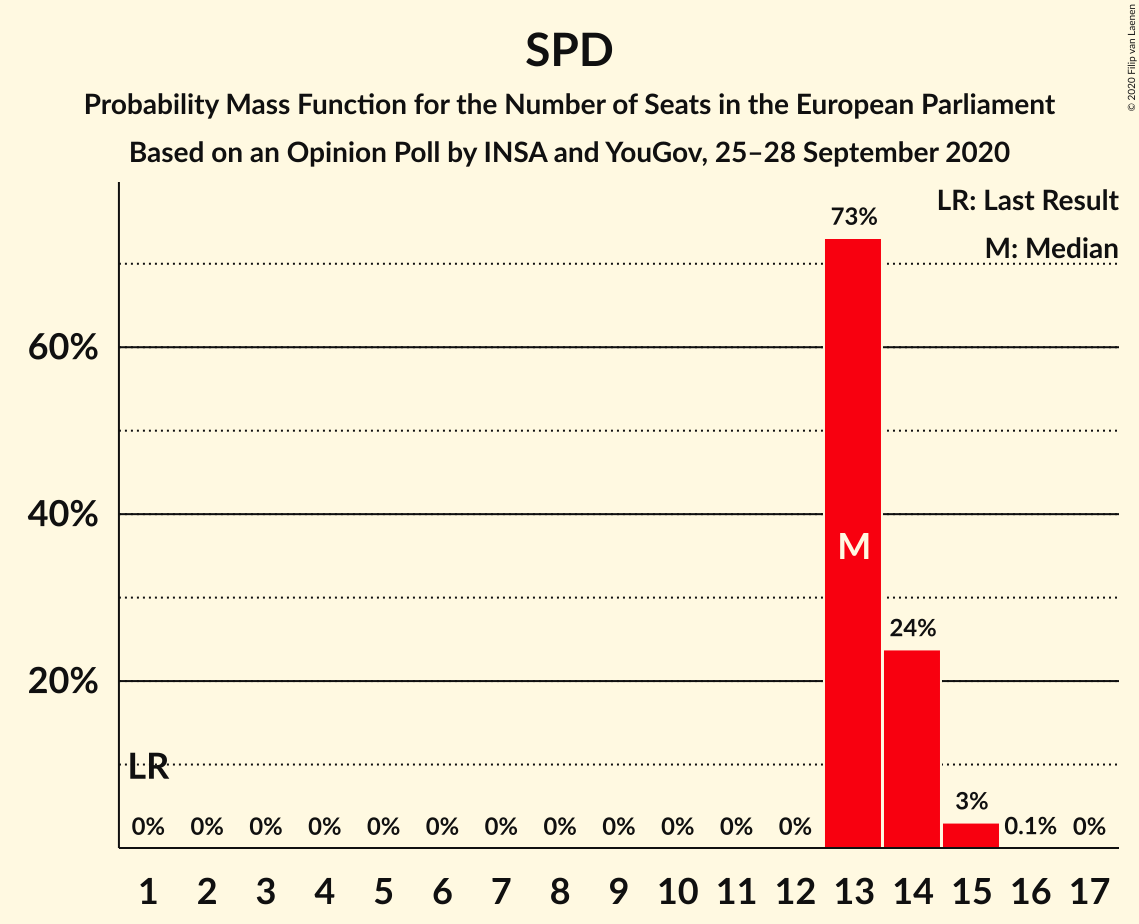 SPD
Probability Mass Function for the Number of Seats in the European Parliament
Based on an Opinion Poll by INSA and YouGov, 25–28 September 2020
© 2020 Filip van Laenen
LR: Last Result
M: Median
73%
60%
40%
M
24%
20%
LR
3%
0% 0% 0% 0% 0% 0% 0% 0% 0% 0% 0% 0% 0.1% 0%
1 2 3 4 5 6 7 8 9 10 11 12 13 14 15 16 17